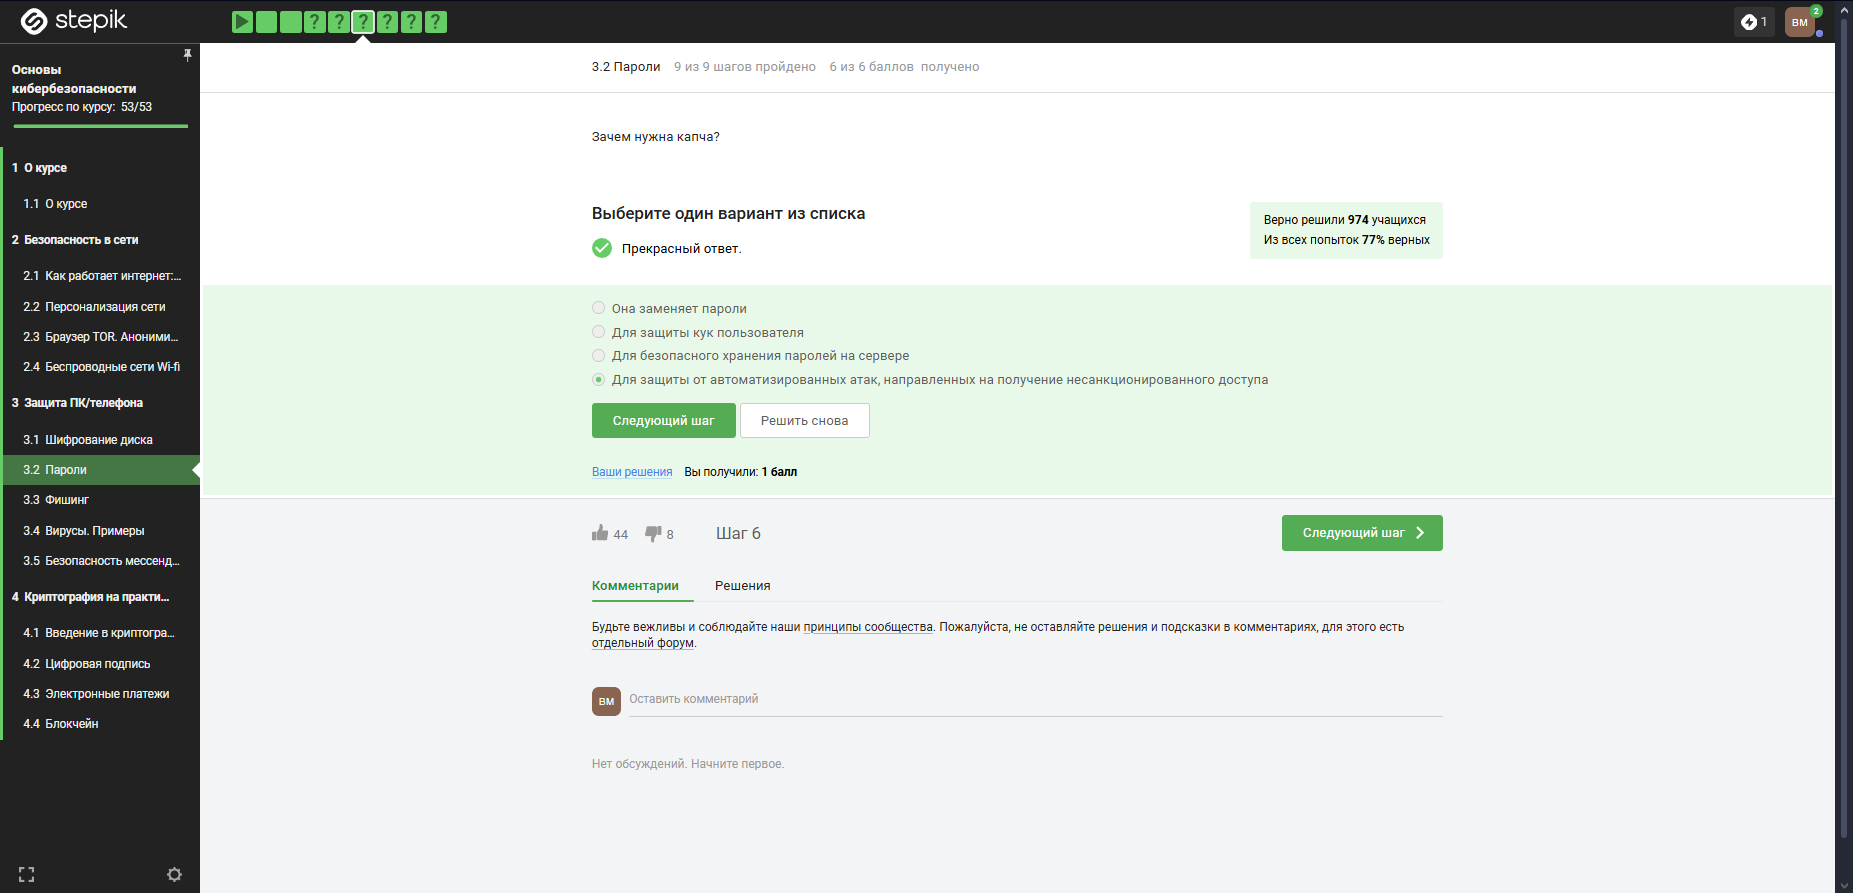 stepik
? ? ? ? ? ?
1
ВМ
2
Основы
кибербезопасности
Прогресс по курсу: 53/53
1 О курсе
1.1 О курсе
2 Безопасность в сети
2.1 Как работает интернет:...
2.2 Персонализация сети
2.3 Браузер TOR. Аноними...
2.4 Беспроводные сети Wi-fi
3 Защита ПК/телефона
3.1 Шифрование диска
3.2 Пароли
3.3 Фишинг
3.4 Вирусы. Примеры
3.5 Безопасность мессенд...
4 Криптография на практи...
4.1 Введение в криптогра...
4.2 Цифровая подпись
4.3 Электронные платежи
4.4 Блокчейн
3.2 Пароли 9 из 9 шагов пройдено 6 из 6 баллов получено
Зачем нужна капча?
Выберите один вариант из списка
Прекрасный ответ.
Верно решили 974 учащихся
Из всех попыток 77% верных
Она заменяет пароли
Для защиты кук пользователя
Для безопасного хранения паролей на сервере
Для защиты от автоматизированных атак, направленных на получение несанкционированного доступа
Следующий шаг Решить снова
Ваши решения Вы получили: 1 балл
44 8 Шаг 6 Следующий шаг
Комментарии Решения
Будьте вежливы и соблюдайте наши принципы сообщества. Пожалуйста, не оставляйте решения и подсказки в комментариях, для этого есть
отдельный форум.
ВМ Оставить комментарий
Нет обсуждений. Начните первое.